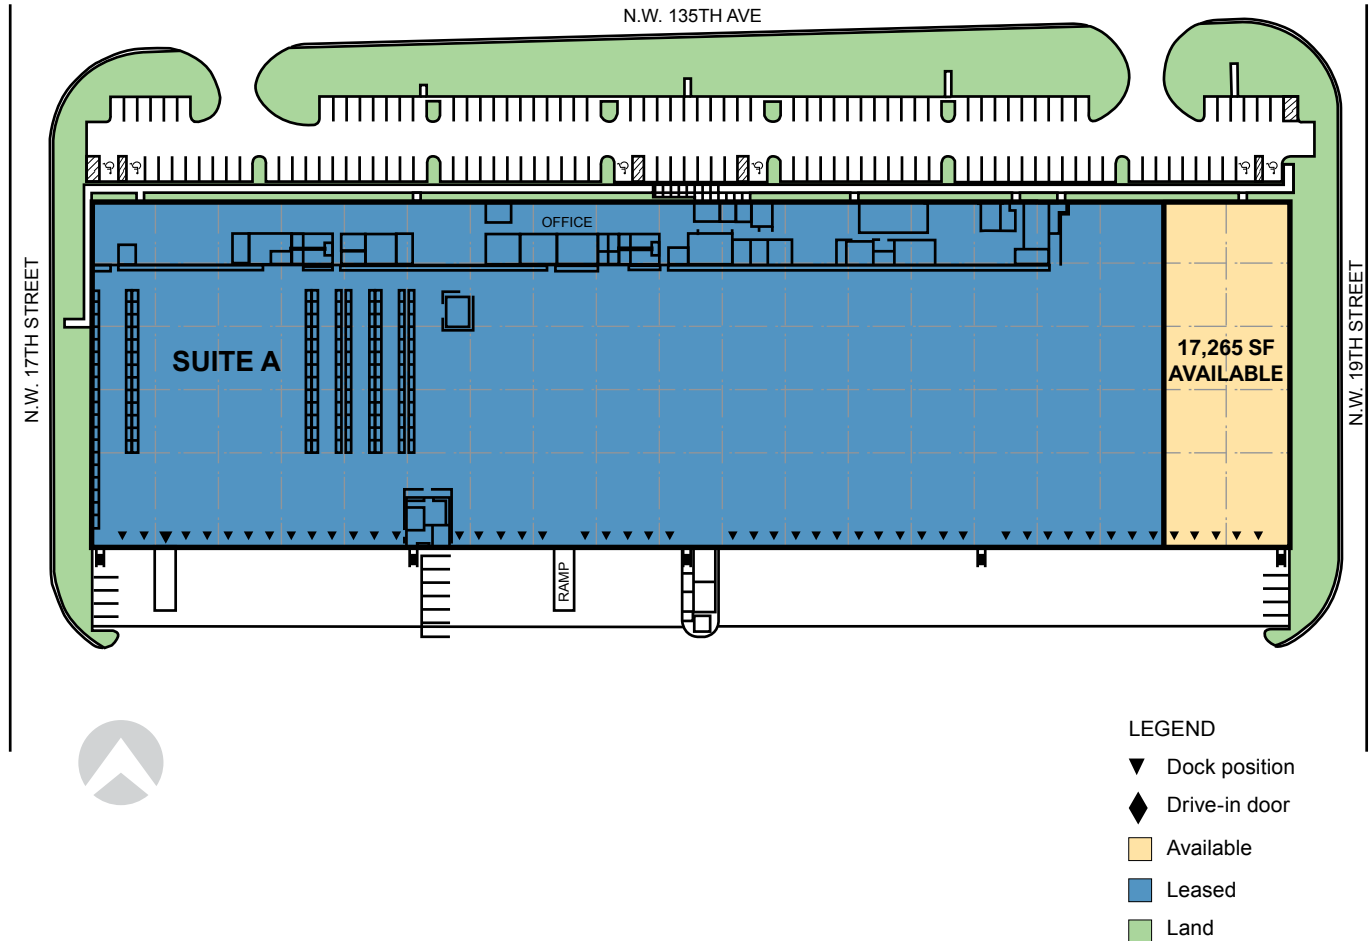 N.W. 135TH AVE
N.W. 17TH STREET
OFFICE
SUITE A
17,265 SF
AVAILABLE
N.W. 19TH STREET
RAMP
LEGEND
Dock position
Drive-in door
Available
Leased
Land